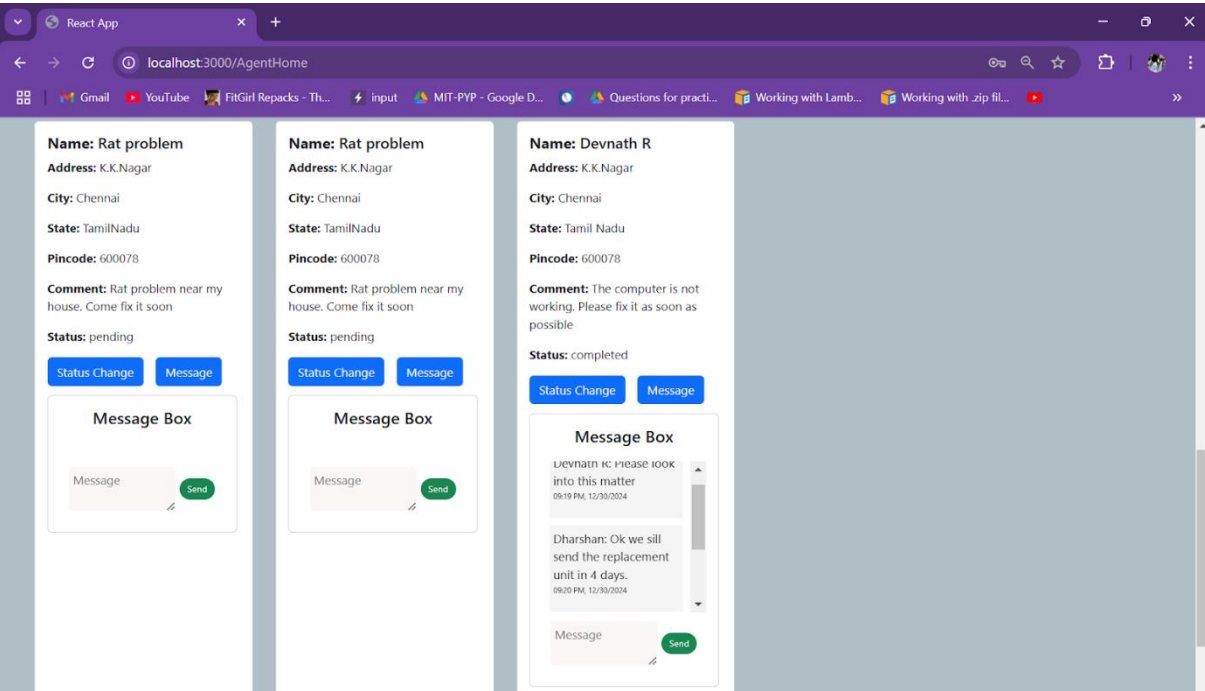 React App
localhost:3000/AgentHome
Gmail
YouTube
FitGirl Repacks - Th...
input
MIT-PYP - Google D...
Questions for practi...
Working with Lamb...
Working with .zip fil...
Name: Rat problem
Address: K.K.Nagar
City: Chennai
State: TamilNadu
Pincode: 600078
Comment: Rat problem near my
house. Come fix it soon
Status: pending
Status Change
Message
Message Box
Message
Send
Name: Rat problem
Address: K.K.Nagar
City: Chennai
State: TamilNadu
Pincode: 600078
Comment: Rat problem near my
house. Come fix it soon
Status: pending
Status Change
Message
Message Box
Message
Send
Name: Devnath R
Address: K.K.Nagar
City: Chennai
State: Tamil Nadu
Pincode: 600078
Comment: The computer is not
working. Please fix it as soon as
possible
Status: completed
Status Change
Message
Message Box
Devnath R: Please look
into this matter
09:19 PM, 12/30/2024
Dharshan: Ok we sill
send the replacement
unit in 4 days.
09:20 PM, 12/30/2024
Message
Send